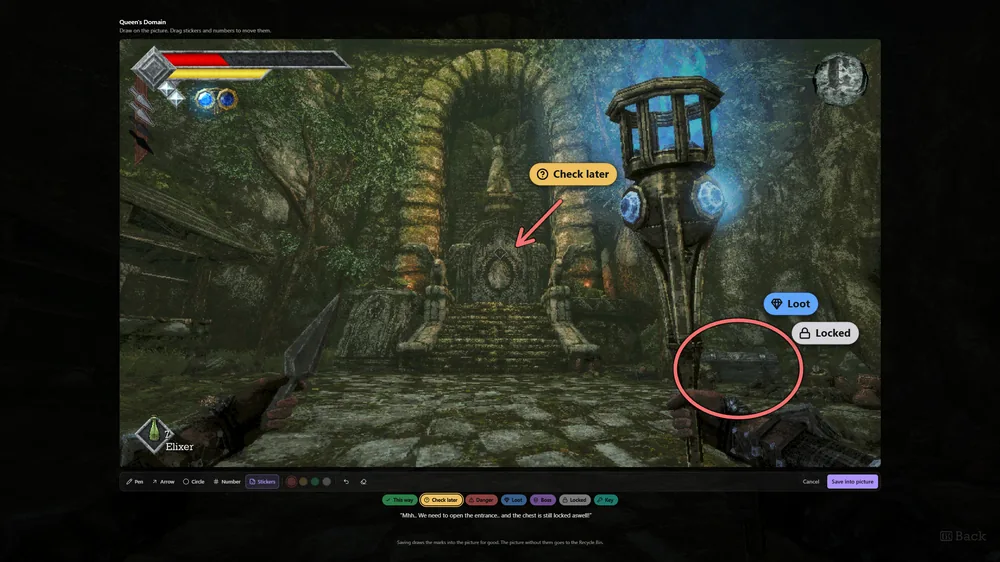 Queen's Domain
Draw on the picture. Drag stickers and numbers to move them.
Check later
Loot
Locked
7
Elixer
Pen
Arrow
Circle
Number
Stickers
Cancel
Save into picture
This way
Check later
Danger
Loot
Boss
Locked
Key
"Mhh.. We need to open the entrance.. and the chest is still locked aswell!"
Saving draws the marks into the picture for good. The picture without them goes to the Recycle Bin.
Back